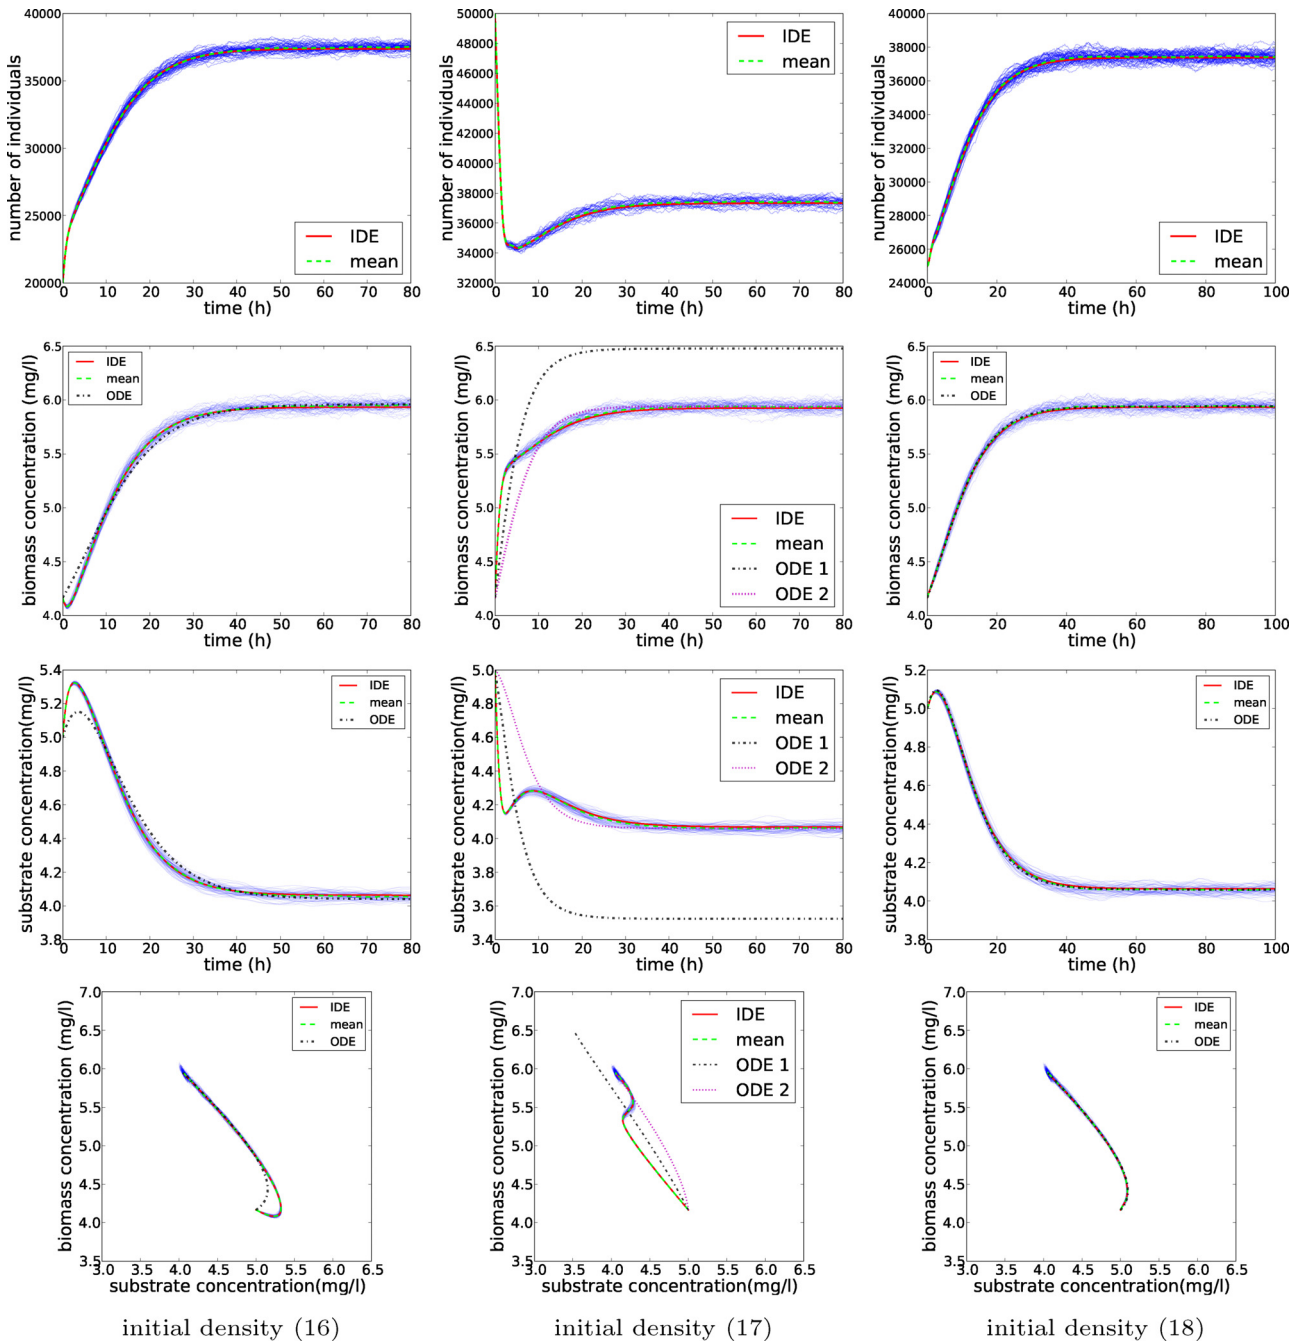 number of individuals
40000
35000
30000
25000
20000
0 10 20 30 40 50 60 70 80
time (h)
IDE
mean
number of individuals
50000
48000
46000
44000
42000
40000
38000
36000
34000
32000
0 10 20 30 40 50 60 70 80
time (h)
IDE
mean
number of individuals
40000
38000
36000
34000
32000
30000
28000
26000
24000
0 20 40 60 80 100
time (h)
IDE
mean
biomass concentration (mg/l)
6.5
6.0
5.5
5.0
4.5
4.0
0 10 20 30 40 50 60 70 80
time (h)
IDE
mean
ODE
biomass concentration (mg/l)
6.5
6.0
5.5
5.0
4.5
4.0
0 10 20 30 40 50 60 70 80
time (h)
IDE
mean
ODE 1
ODE 2
biomass concentration (mg/l)
6.5
6.0
5.5
5.0
4.5
4.0
0 20 40 60 80 100
time (h)
IDE
mean
ODE
substrate concentration(mg/l)
5.4
5.2
5.0
4.8
4.6
4.4
4.2
4.0
3.8
0 10 20 30 40 50 60 70 80
time (h)
IDE
mean
ODE
substrate concentration(mg/l)
5.0
4.8
4.6
4.4
4.2
4.0
3.8
3.6
3.4
0 10 20 30 40 50 60 70 80
time (h)
IDE
mean
ODE 1
ODE 2
substrate concentration(mg/l)
5.2
5.0
4.8
4.6
4.4
4.2
4.0
3.8
0 20 40 60 80 100
time (h)
IDE
mean
ODE
biomass concentration (mg/l)
7.0
6.5
6.0
5.5
5.0
4.5
4.0
3.5
3.0 3.5 4.0 4.5 5.0 5.5 6.0 6.5
substrate concentration(mg/l)
IDE
mean
ODE
biomass concentration (mg/l)
7.0
6.5
6.0
5.5
5.0
4.5
4.0
3.5
3.0 3.5 4.0 4.5 5.0 5.5 6.0 6.5
substrate concentration(mg/l)
IDE
mean
ODE 1
ODE 2
biomass concentration (mg/l)
7.0
6.5
6.0
5.5
5.0
4.5
4.0
3.5
3.0 3.5 4.0 4.5 5.0 5.5 6.0 6.5
substrate concentration(mg/l)
IDE
mean
ODE
initial density (16)
initial density (17)
initial density (18)